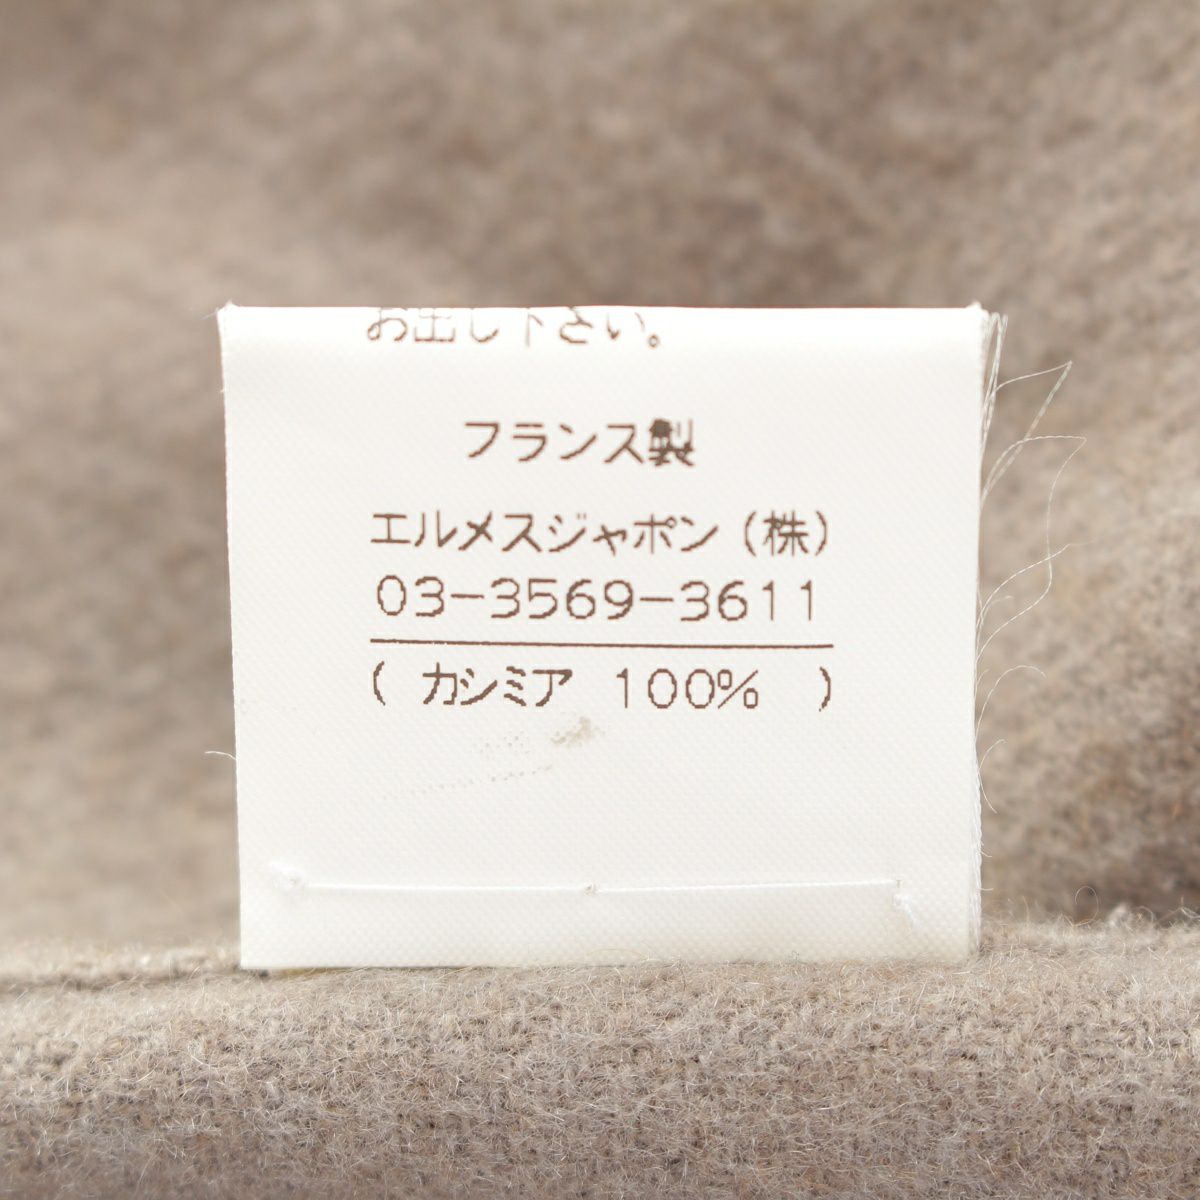 お出し下さい。
フランス製
エルメスジャポン(株)
03-3569-3611
( カシミア 100% )